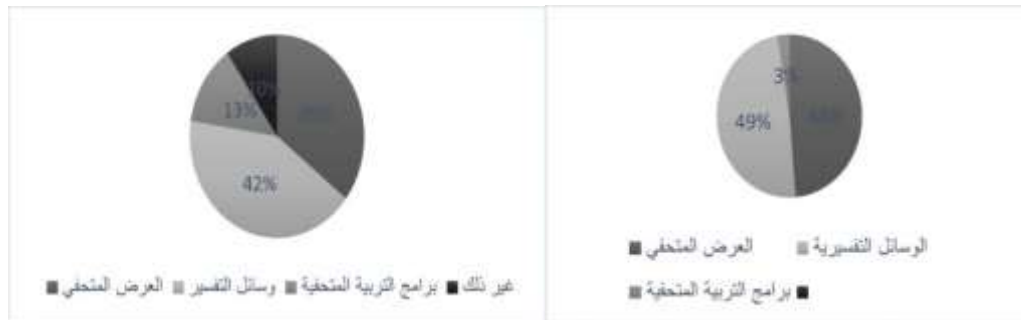 10%
13%
42%
العرض المتحفي وسائل التفسير برامج التربية المتحفية غير ذلك
3%
49%
العرض المتحفي الوسائل التفسيرية
برامج التربية المتحفية